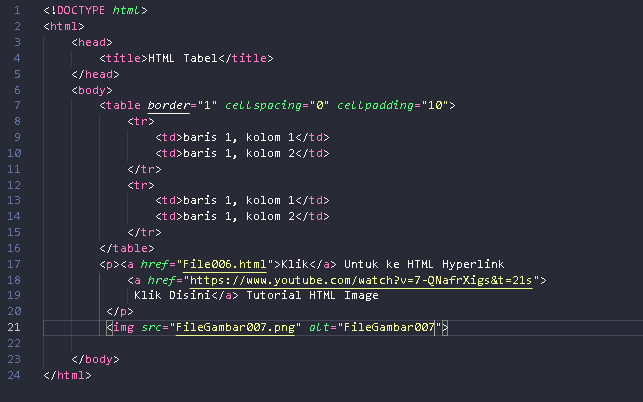 1 <!DOCTYPE html>
2 <html>
3     <head>
4         <title>HTML Tabel</title>
5     </head>
6     <body>
7         <table border="1" cellspacing="0" cellpadding="10">
8             <tr>
9                 <td>baris 1, kolom 1</td>
10                 <td>baris 1, kolom 2</td>
11             </tr>
12             <tr>
13                 <td>baris 1, kolom 1</td>
14                 <td>baris 1, kolom 2</td>
15             </tr>
16         </table>
17         <p><a href="File006.html">Klik</a> Untuk ke HTML Hyperlink
18             <a href="https://www.youtube.com/watch?v=7-QNafrXigs&t=21s">
19              Klik Disini</a> Tutorial HTML Image
20          </p>
21          <img src="FileGambar007.png" alt="FileGambar007">
22
23     </body>
24 </html>